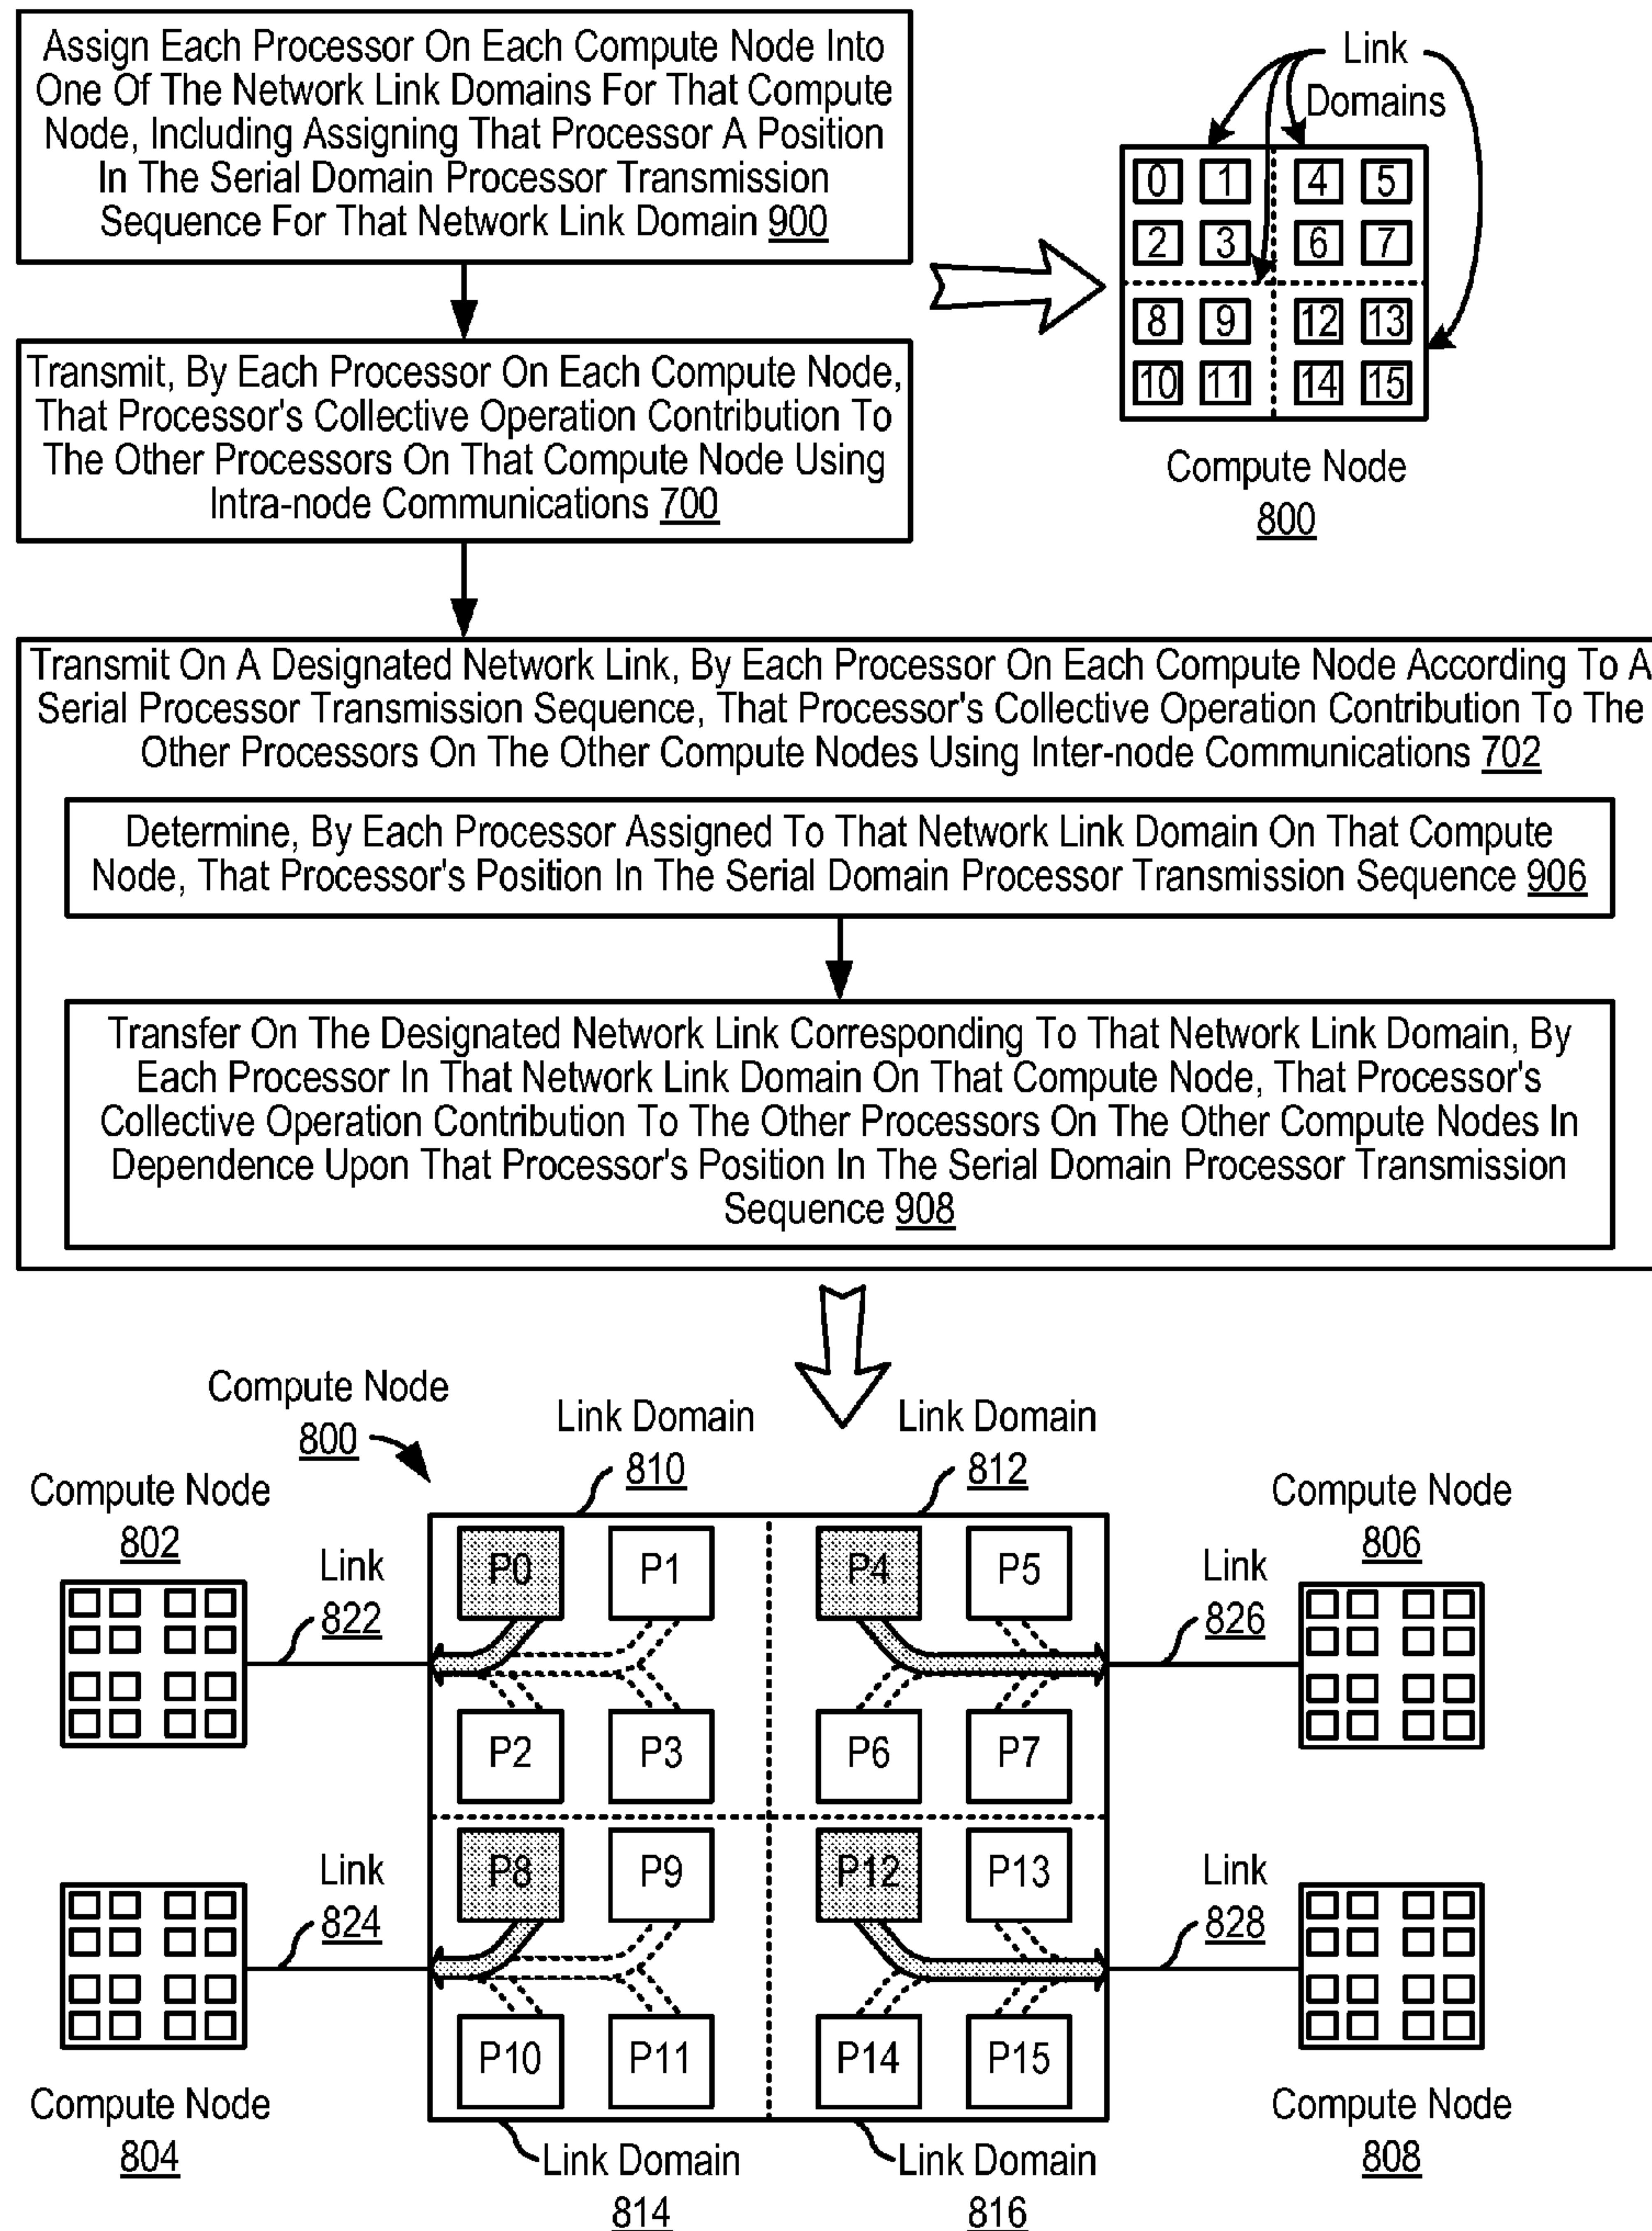 Assign Each Processor On Each Compute Node Into
One Of The Network Link Domains For That Compute
Node, Including Assigning That Processor A Position
In The Serial Domain Processor Transmission
Sequence For That Network Link Domain 900
Link
Domains
0 1 4 5
2 3 6 7
8 9 12 13
10 11 14 15
Compute Node
800
Transmit, By Each Processor On Each Compute Node,
That Processor's Collective Operation Contribution To
The Other Processors On That Compute Node Using
Intra-node Communications 700
Transmit On A Designated Network Link, By Each Processor On Each Compute Node According To A
Serial Processor Transmission Sequence, That Processor's Collective Operation Contribution To The
Other Processors On The Other Compute Nodes Using Inter-node Communications 702
Determine, By Each Processor Assigned To That Network Link Domain On That Compute
Node, That Processor's Position In The Serial Domain Processor Transmission Sequence 906
Transfer On The Designated Network Link Corresponding To That Network Link Domain, By
Each Processor In That Network Link Domain On That Compute Node, That Processor's
Collective Operation Contribution To The Other Processors On The Other Compute Nodes In
Dependence Upon That Processor's Position In The Serial Domain Processor Transmission
Sequence 908
Compute Node
800
Link Domain
810
Link Domain
812
Compute Node
802
Compute Node
806
Link
822
Link
826
P0 P1 P4 P5
P2 P3 P6 P7
P8 P9 P12 P13
Link
824
Link
828
P10 P11 P14 P15
Compute Node
804
Compute Node
808
Link Domain
814
Link Domain
816